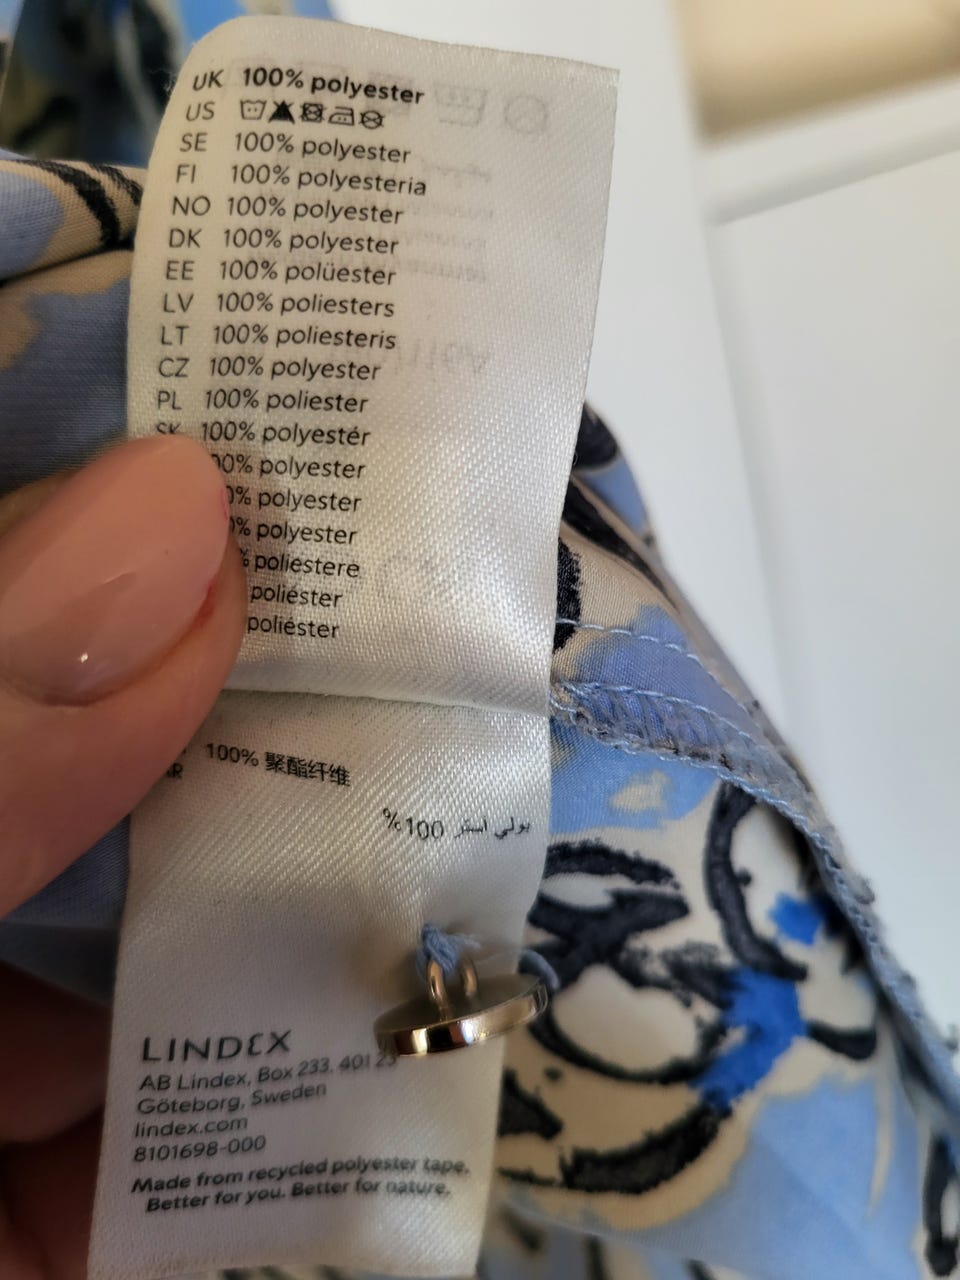 UK 100% polyester
US
SE 100% polyester
FI 100% polyesteria
NO 100% polyester
DK 100% polyester
EE 100% polüester
LV 100% poliesters
LT 100% poliesteris
CZ 100% polyester
PL 100% poliester
SK 100% polyestér
00% polyester
0% polyester
% polyester
% poliestere
poliéster
poliéster
100% 聚酯纤维
AR
بولي استر 100%
LINDEX
AB Lindex, Box 233, 401 23
Göteborg, Sweden
lindex.com
8101698-000
Made from recycled polyester tape.
Better for you. Better for nature.